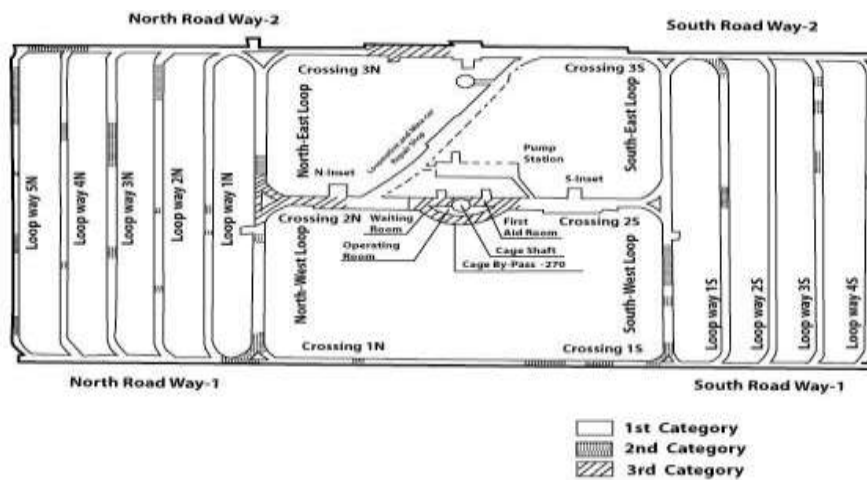 North Road Way-2
South Road Way-2
Crossing 3N
Crossing 3S
North-East Loop
South-East Loop
Repair Shop
Pump
Station
N-Inset
S-Inset
Loop way 5N
Loop way 4N
Loop way 3N
Loop way 2N
Loop way 1N
Crossing 2N
Waiting
Room
First
Aid Room
Crossing 2S
Operating
Room
Cage Shaft
Cage By-Pass -270
North-West Loop
South-West Loop
Loop way 1S
Loop way 2S
Loop way 3S
Loop way 4S
Crossing 1N
Crossing 1S
North Road Way-1
South Road Way-1
1st Category
2nd Category
3rd Category